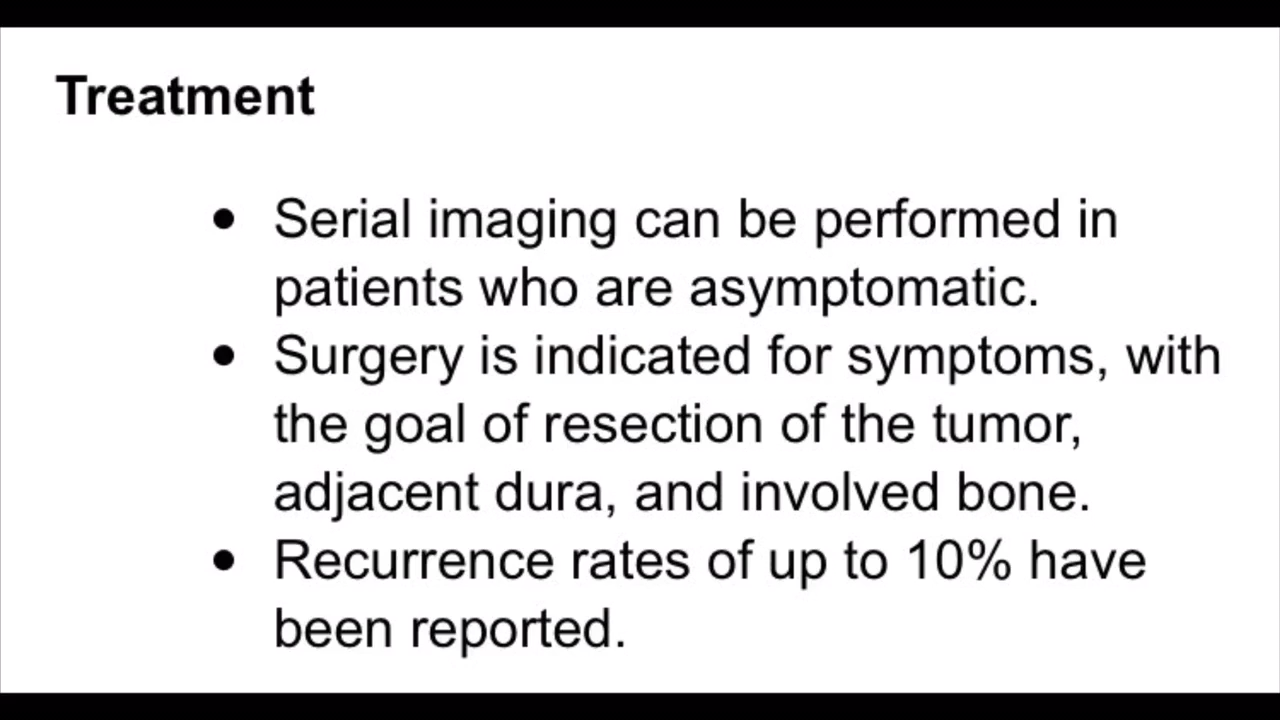 Treatment
● Serial imaging can be performed in
patients who are asymptomatic.
● Surgery is indicated for symptoms, with
the goal of resection of the tumor,
adjacent dura, and involved bone.
● Recurrence rates of up to 10% have
been reported.